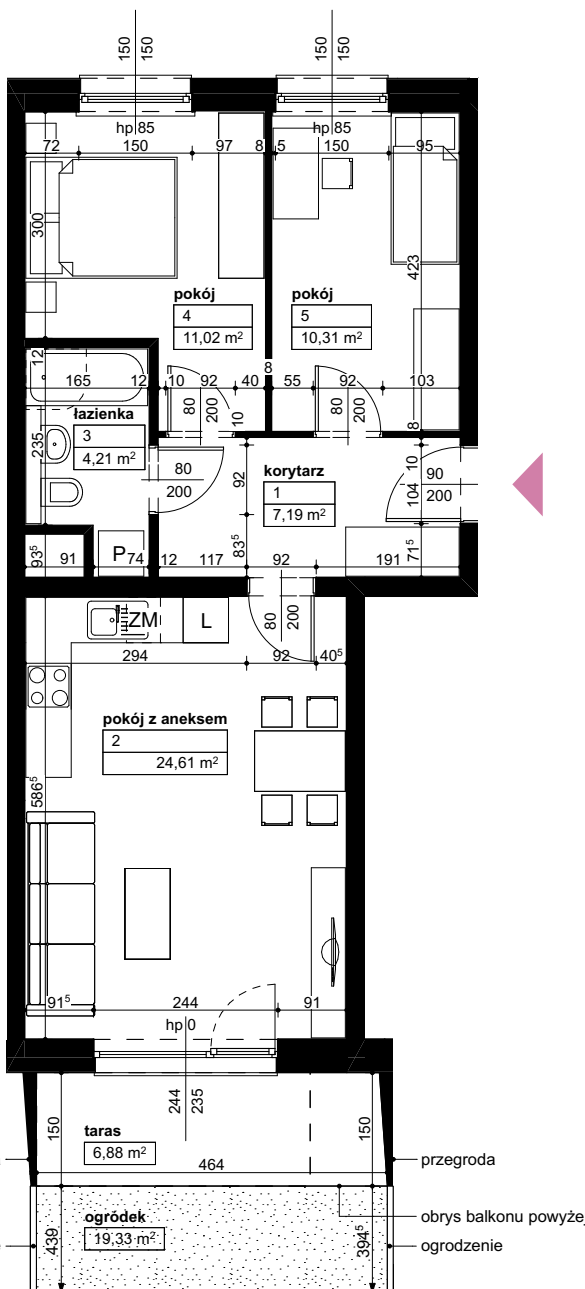 150 150 150 150
hp 85 hp 85
72 150 97 8 5 150 95
300
423
pokój
4
11,02 m²
pokój
5
10,31 m²
12
8
165 12 10 92 40 55 92 103
80 200 10
80 200 8
łazienka
3
4,21 m²
235
80
200
92
korytarz
1
7,19 m²
10
104
90
200
93⁵ 91 P 74 12 117 83⁵ 92 191 71⁵
ZM L
80 200
294 92 40⁵
pokój z aneksem
2
24,61 m²
586⁵
91⁵ 244 91
hp 0
244 235
150 150
taras
6,88 m²
464
przegroda
ogródek
19,33 m²
obrys balkonu powyże
439 394⁵
ogrodzenie